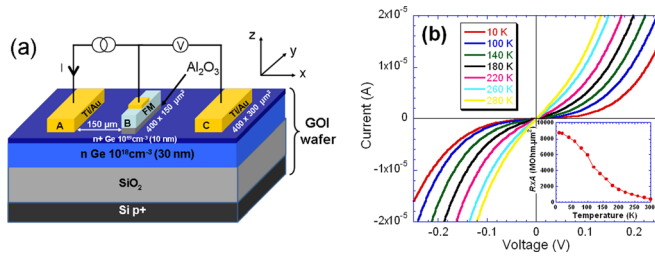 (a)
I
V
z
y
x
Al₂O₃
Ti/Au
FM
Ti/Au
A
150 µm
B
400 x 150 µm²
C
400 x 300 µm²
n+ Ge 10¹⁹cm⁻³ (10 nm)
n Ge 10¹⁸cm⁻³ (30 nm)
SiO₂
Si p+
GOI
wafer
(b)
2x10⁻⁵
1x10⁻⁵
0
-1x10⁻⁵
-2x10⁻⁵
Current (A)
10 K
100 K
140 K
180 K
220 K
260 K
280 K
-0.2
-0.1
0
0.1
0.2
Voltage (V)
10000
8000
6000
4000
2000
0
RxA (MOhm.µm²)
0
50
100
150
200
250
300
Temperature (K)